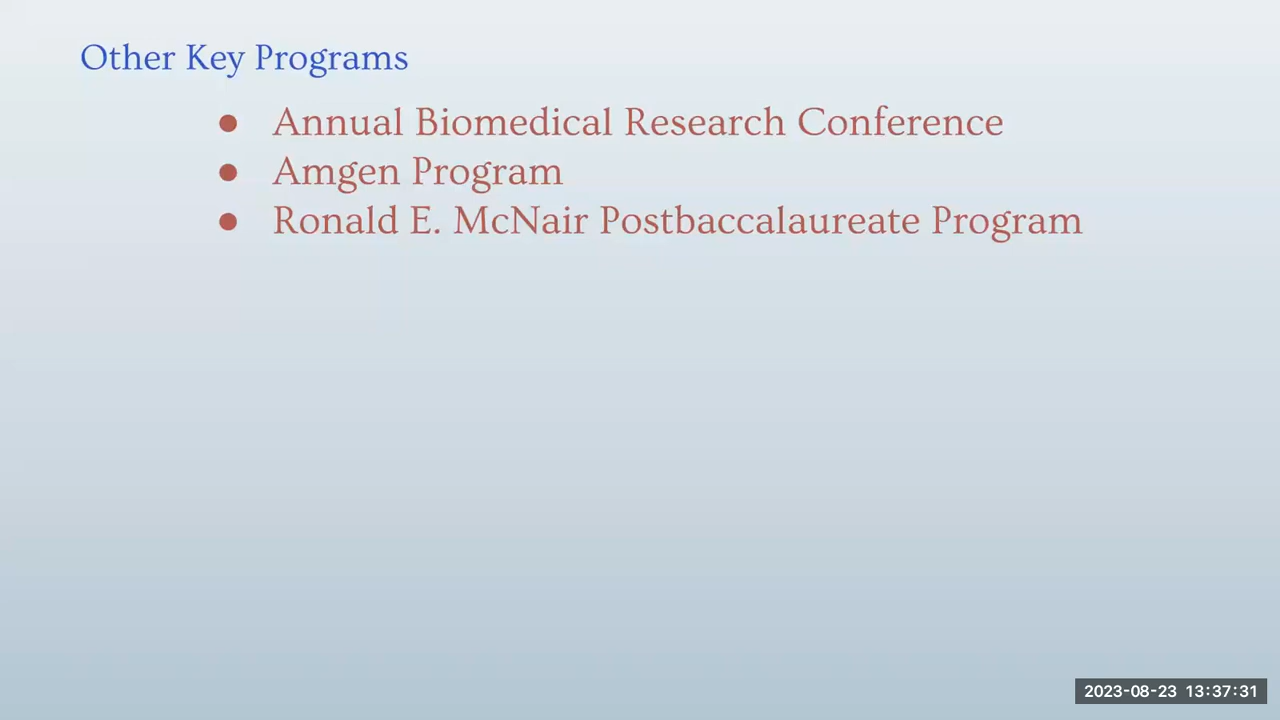 Other Key Programs
● Annual Biomedical Research Conference
● Amgen Program
● Ronald E. McNair Postbaccalaureate Program
2023-08-23 13:37:31